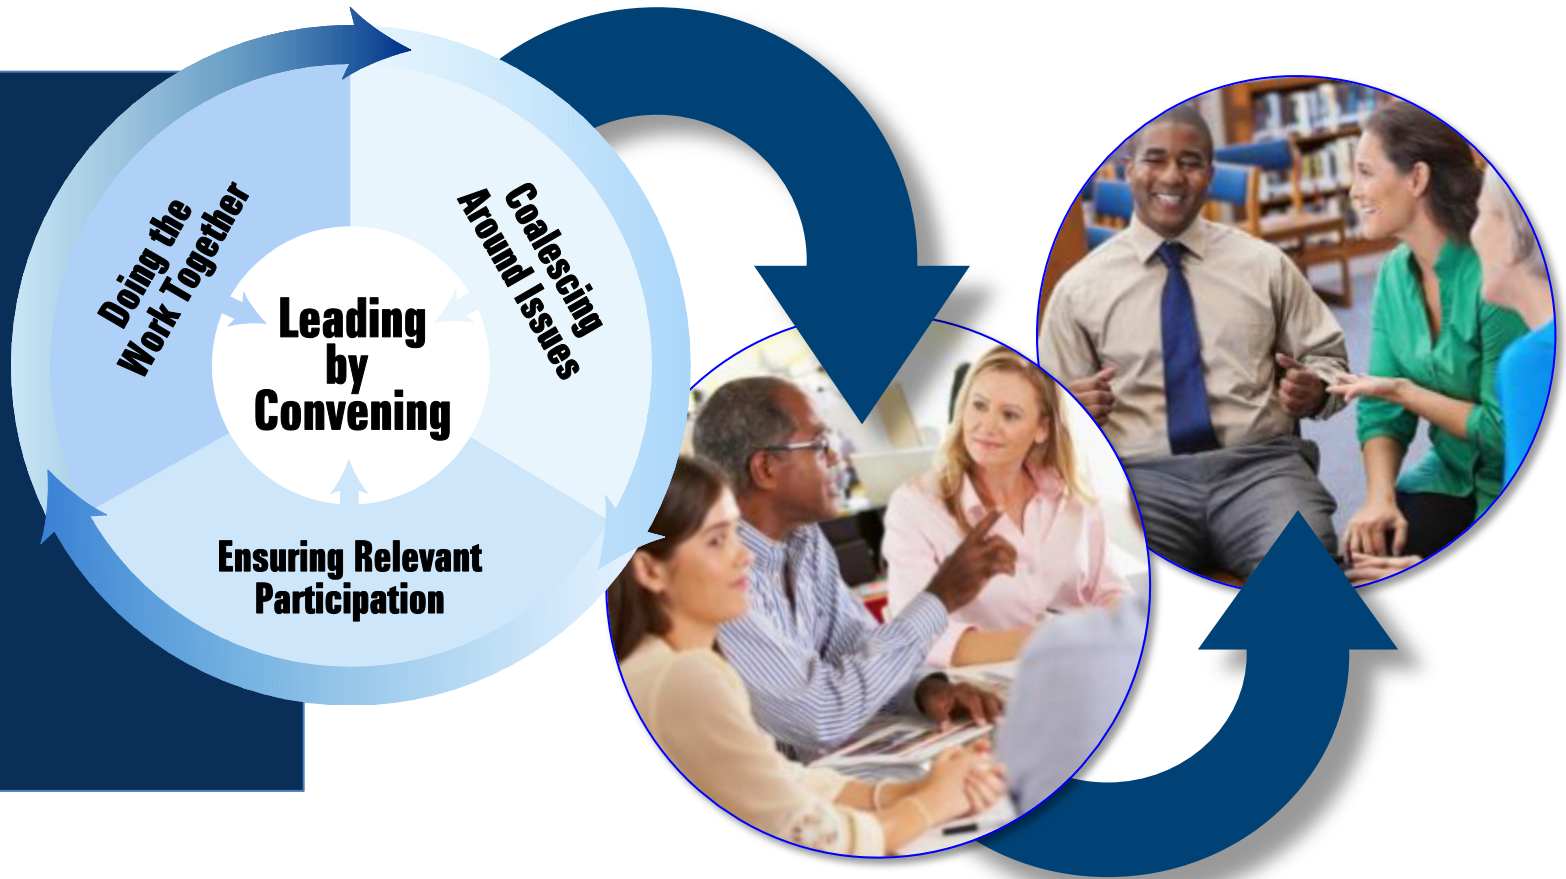 Doing the
Work Together
Coalescing
Around Issues
Leading
by
Convening
Ensuring Relevant
Participation